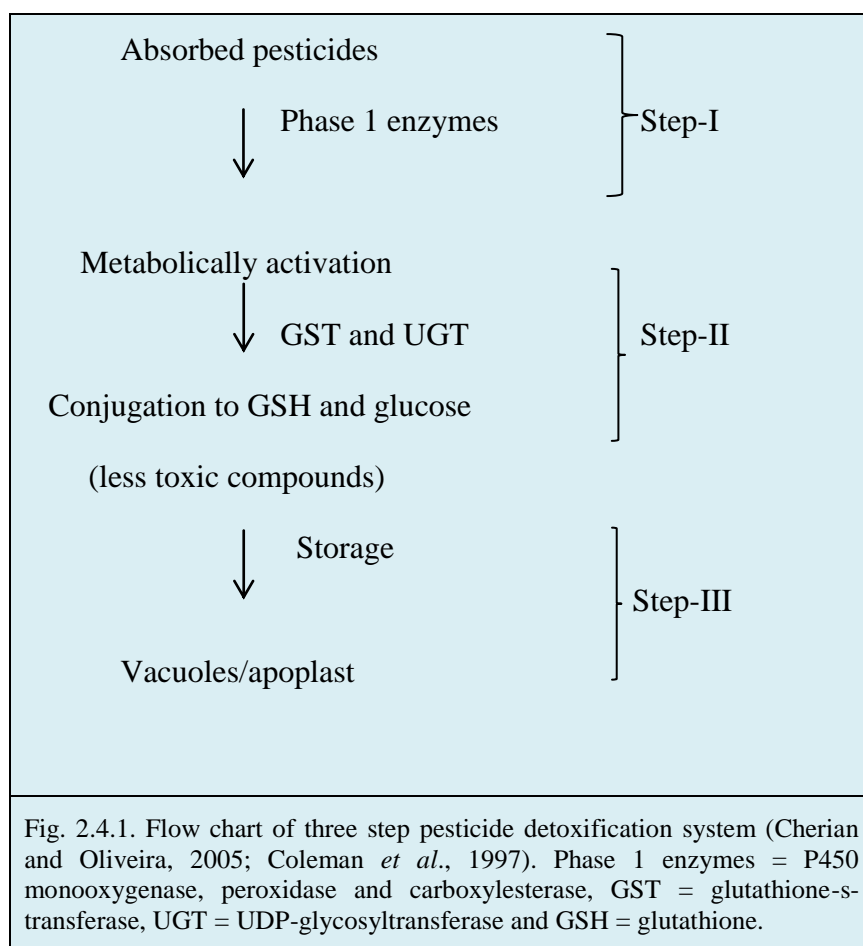 Absorbed pesticides
Phase 1 enzymes
Step-I
Metabolically activation
GST and UGT
Step-II
Conjugation to GSH and glucose
(less toxic compounds)
Storage
Step-III
Vacuoles/apoplast
Fig. 2.4.1. Flow chart of three step pesticide detoxification system (Cherian
and Oliveira, 2005; Coleman et al., 1997). Phase 1 enzymes = P450
monooxygenase, peroxidase and carboxylesterase, GST = glutathione-s-
transferase, UGT = UDP-glycosyltransferase and GSH = glutathione.